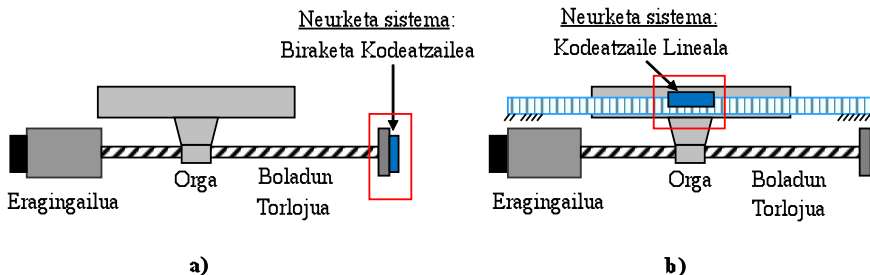 Neurketa sistema:
Biraketa Kodeatzailea
Orga
Boladun
Torlojua
Eragingailua
a)
Neurketa sistema:
Kodeatzaile Lineala
Orga
Boladun
Torlojua
Eragingailua
b)